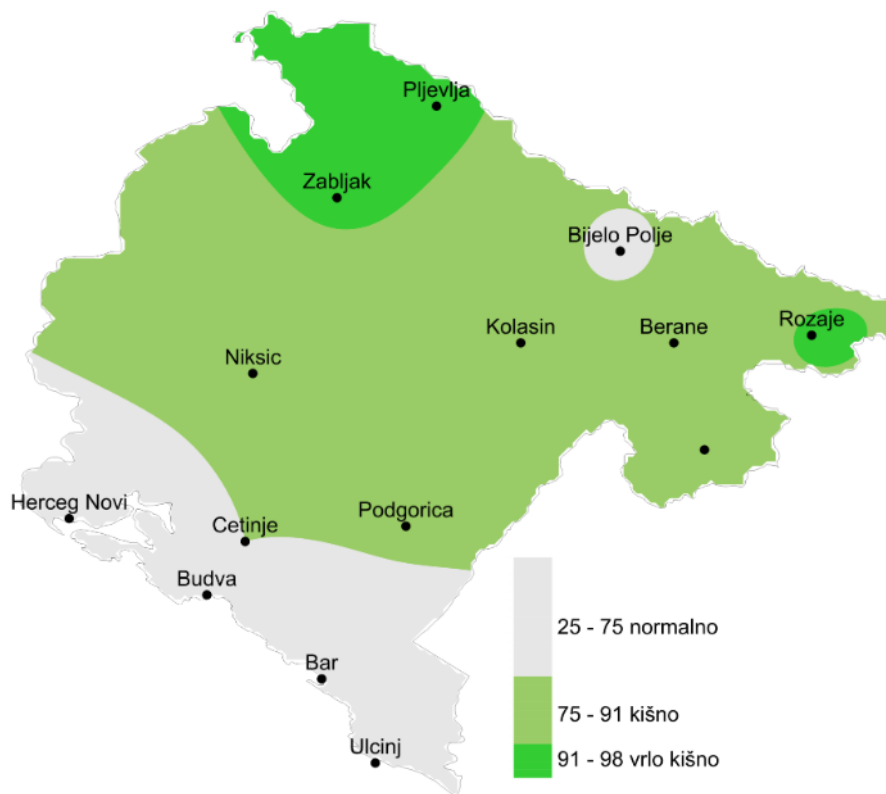 Pljevlja
Zabljak
Bijelo Polje
Rozaje
Kolasin
Berane
Niksic
Herceg Novi
Podgorica
Cetinje
Budva
Bar
Ulcinj
25 - 75 normalno
75 - 91 kišno
91 - 98 vrlo kišno